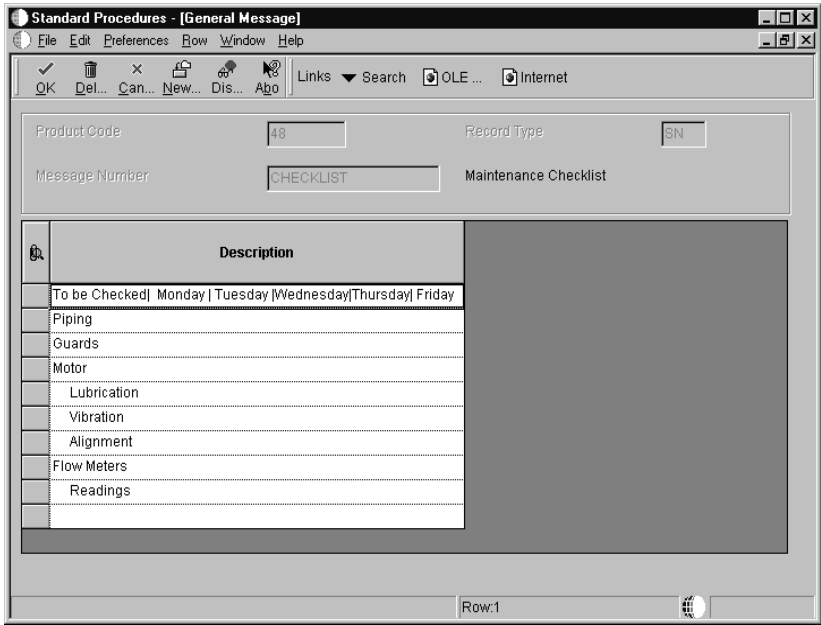 Standard Procedures - [General Message]
File Edit Preferences Row Window Help
OK Del... Can... New... Dis... Abo Links Search OLE ... Internet
Product Code 48 Record Type SN
Message Number CHECKLIST Maintenance Checklist
Description
To be Checked| Monday | Tuesday |Wednesday|Thursday| Friday
Piping
Guards
Motor
Lubrication
Vibration
Alignment
Flow Meters
Readings
Row:1